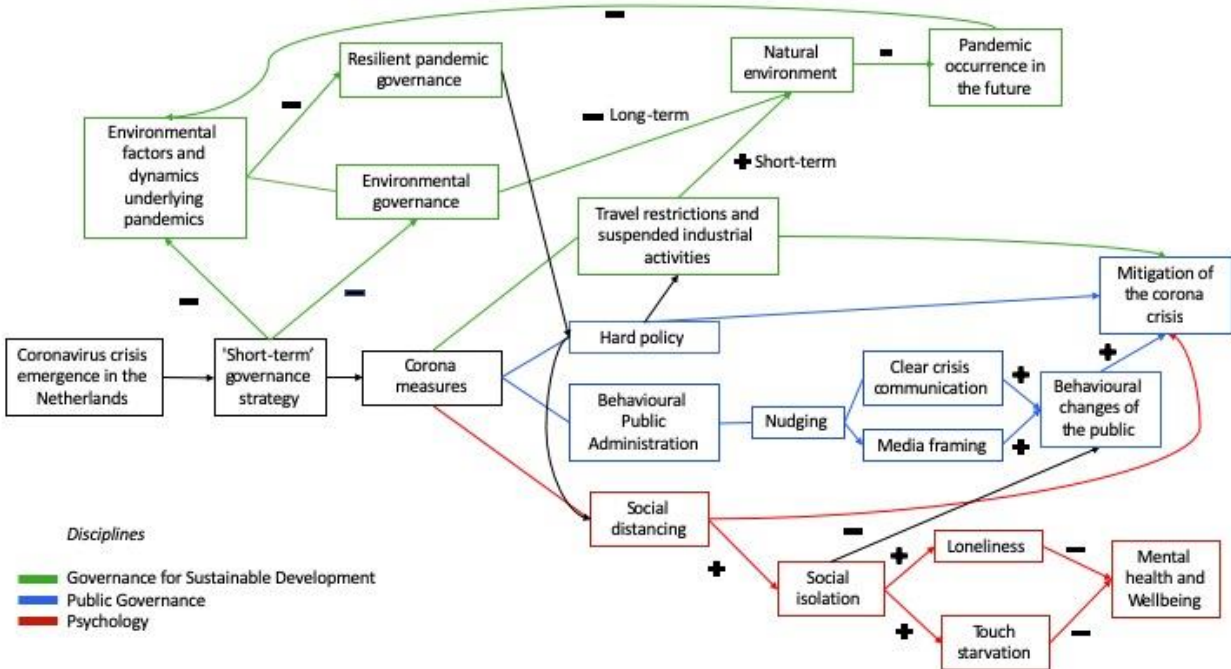 Resilient pandemic
governance
Natural
environment
Pandemic
occurrence in
the future
Environmental
factors and
dynamics
underlying
pandemics
Long-term
Short-term
Environmental
governance
Travel restrictions and
suspended industrial
activities
Mitigation of
the corona
crisis
Coronavirus crisis
emergence in the
Netherlands
'Short-term’
governance
strategy
Corona
measures
Hard policy
Behavioural
Public
Administration
Nudging
Clear crisis
communication
Media framing
Behavioural
changes of
the public
Social
distancing
Social
isolation
Loneliness
Touch
starvation
Mental
health and
Wellbeing
Disciplines
Governance for Sustainable Development
Public Governance
Psychology